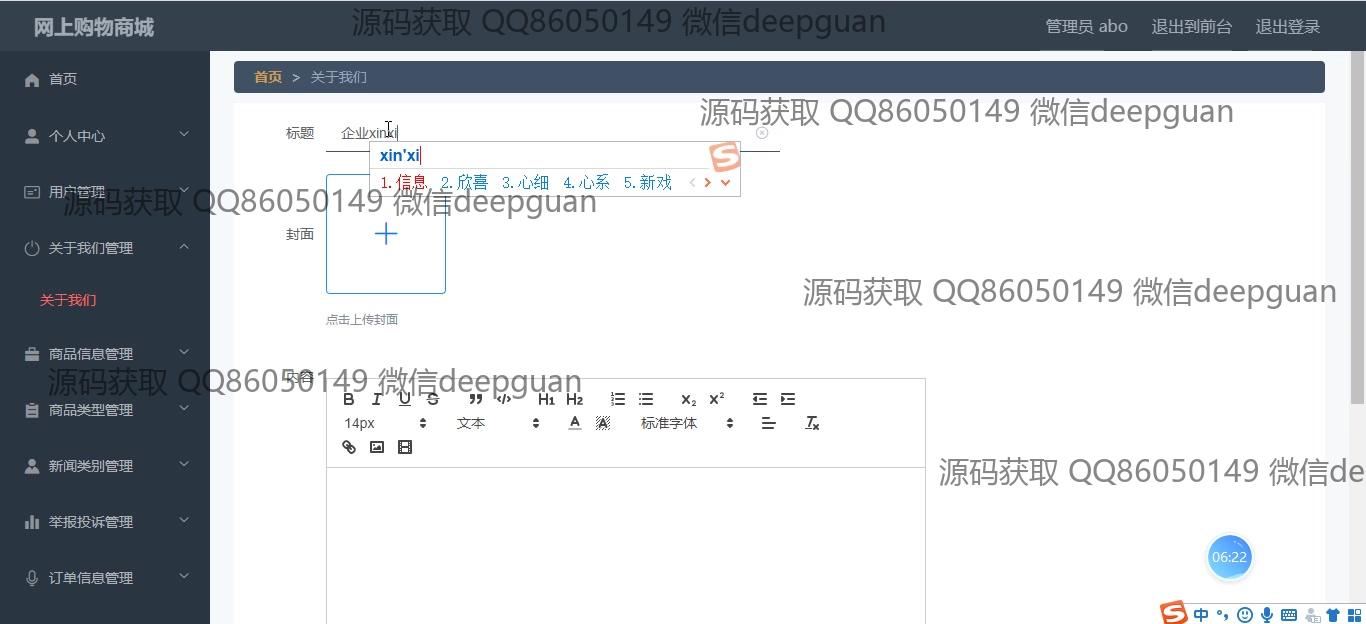 网上购物商城
源码获取 QQ86050149 微信deepguan
管理员 abo
退出到前台
退出登录
首页
首页 > 关于我们
源码获取 QQ86050149 微信deepguan
标题
企业xinxi
个人中心
xin'xi
1.信息 2.欣喜 3.心细 4.心系 5.新戏
用户管理
源码获取 QQ86050149 微信deepguan
封面
关于我们管理
源码获取 QQ86050149 微信deepguan
关于我们
点击上传封面
商品信息管理
内容
源码获取 QQ86050149 微信deepguan
B I U S H1 H2 X2 X2
商品类型管理
14px 文本 A A 标准字体 Tx
新闻类别管理
源码获取 QQ86050149 微信de
举报投诉管理
06:22
订单信息管理
中